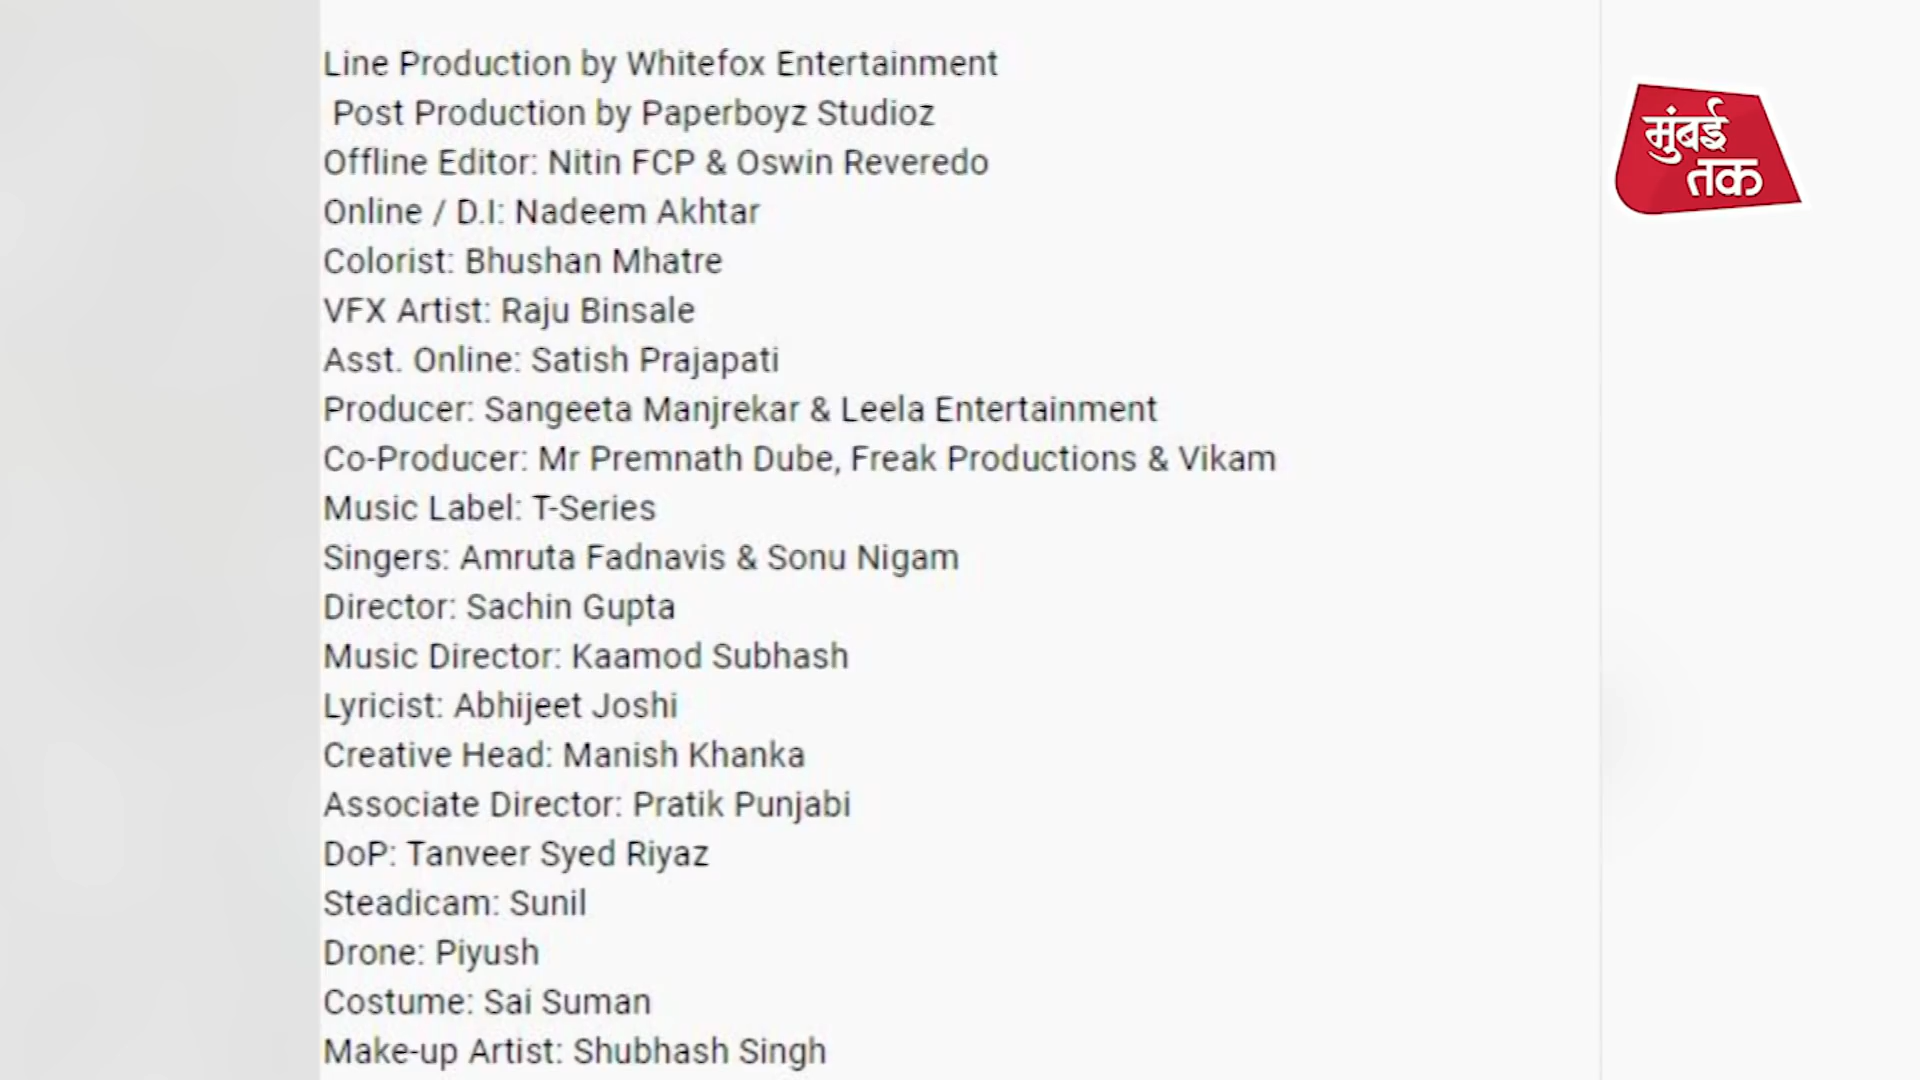 Line Production by Whitefox Entertainment
Post Production by Paperboyz Studioz
Offline Editor: Nitin FCP & Oswin Reveredo
Online / D.I: Nadeem Akhtar
Colorist: Bhushan Mhatre
VFX Artist: Raju Binsale
Asst. Online: Satish Prajapati
Producer: Sangeeta Manjrekar & Leela Entertainment
Co-Producer: Mr Premnath Dube, Freak Productions & Vikam
Music Label: T-Series
Singers: Amruta Fadnavis & Sonu Nigam
Director: Sachin Gupta
Music Director: Kaamod Subhash
Lyricist: Abhijeet Joshi
Creative Head: Manish Khanka
Associate Director: Pratik Punjabi
DoP: Tanveer Syed Riyaz
Steadicam: Sunil
Drone: Piyush
Costume: Sai Suman
Make-up Artist: Shubhash Singh
मुंबई
तक